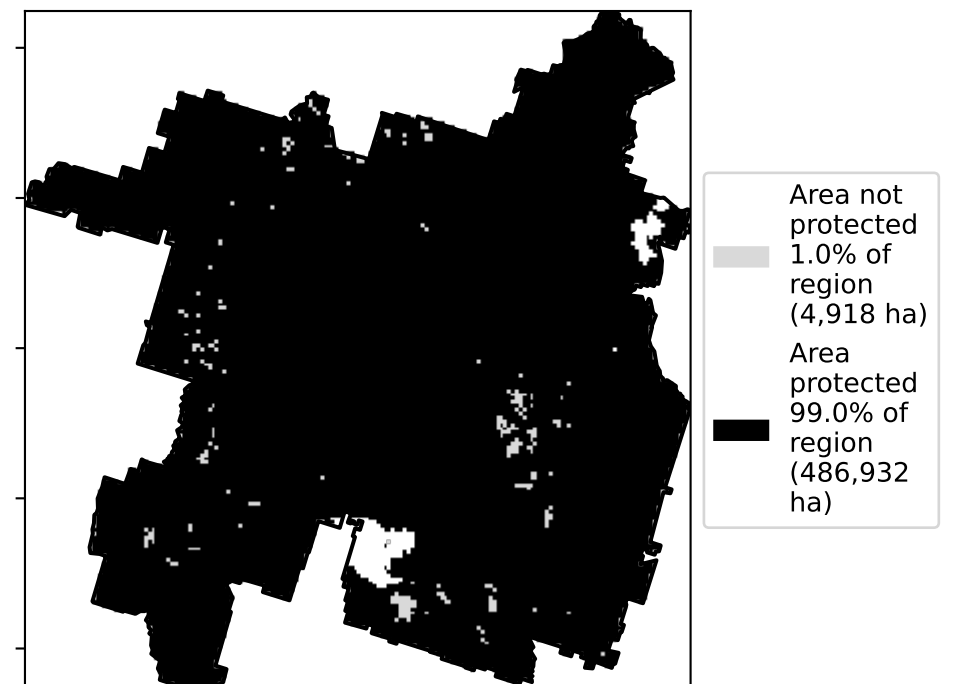 Area not
protected
1.0% of
region
(4,918 ha)
Area
protected
99.0% of
region
(486,932
ha)